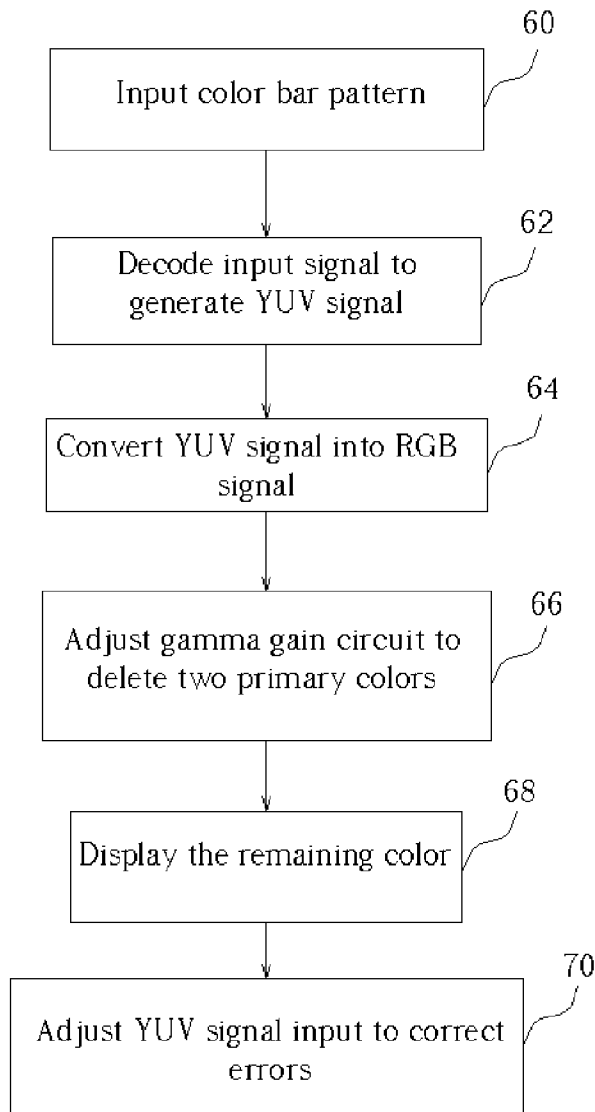 60
Input color bar pattern
62
Decode input signal to
generate YUV signal
64
Convert YUV signal into RGB
signal
66
Adjust gamma gain circuit to
delete two primary colors
68
Display the remaining color
70
Adjust YUV signal input to correct
errors